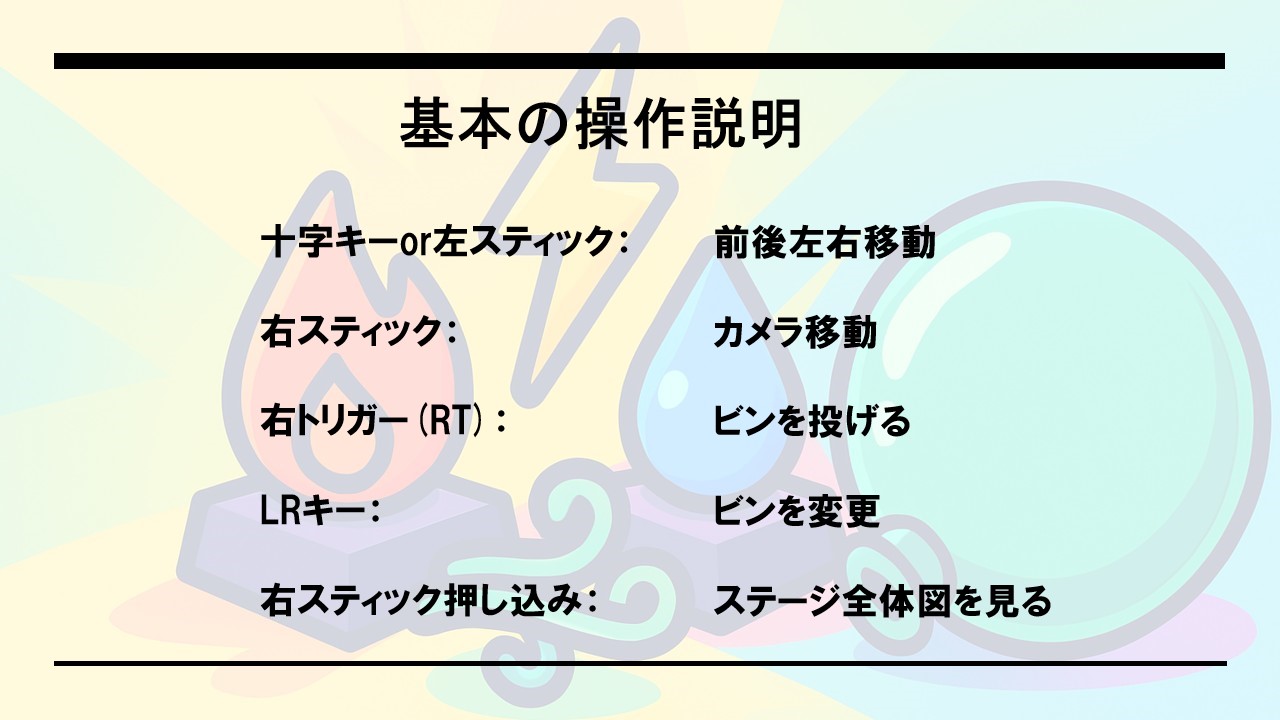 基本の操作説明
十字キーor左スティック： 前後左右移動
右スティック： カメラ移動
右トリガー(RT)： ビンを投げる
LRキー： ビンを変更
右スティック押し込み： ステージ全体図を見る